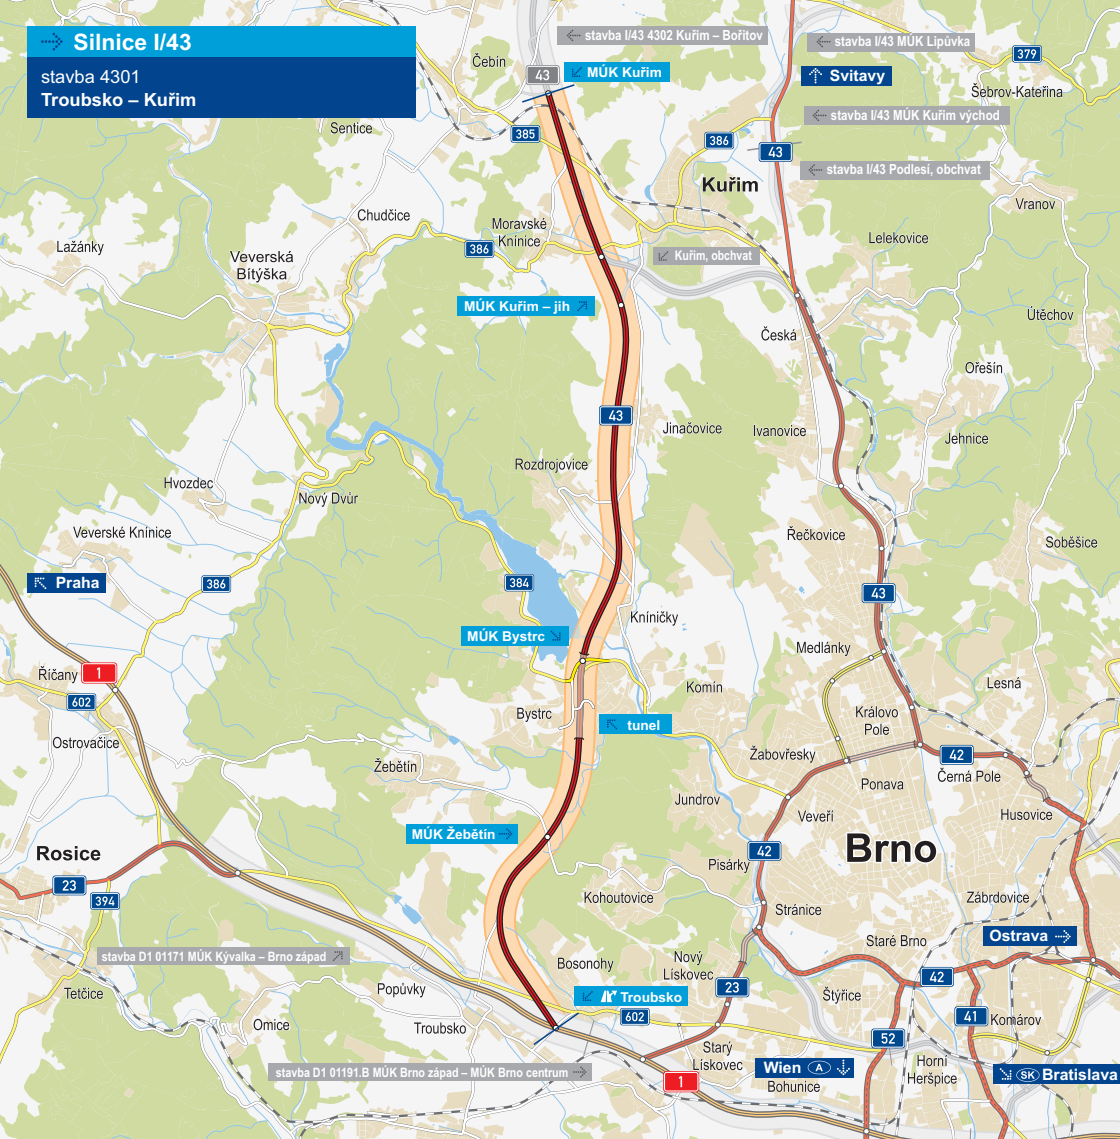 Silnice I/43
stavba 4301
Troubsko – Kuřim
stavba I/43 4302 Kuřim – Bořitov
stavba I/43 MÚK Lipůvka
379
Čebín
43
MÚK Kuřim
Svitavy
Šebrov-Kateřina
stavba I/43 MÚK Kuřim východ
Sentice
385
386
43
stavba I/43 Podlesí, obchvat
Kuřim
Vranov
Chudčice
Moravské
Knínice
Lelekovice
Lažánky
Veverská
Bítýška
386
Kuřim, obchvat
MÚK Kuřim – jih
Útěchov
Česká
Ořešín
43
Jinačovice
Ivanovice
Jehnice
Rozdrojovice
Hvozdec
Nový Dvůr
Veverské Knínice
Řečkovice
Soběšice
Praha
386
384
43
Kníničky
MÚK Bystrc
Medlánky
Říčany
1
602
Komín
Lesná
Bystrc
tunel
Královo
Pole
Ostrovačice
Žabovřesky
42
Žebětín
Ponava
Černá Pole
Jundrov
Veveří
Husovice
MÚK Žebětín
Rosice
42
Brno
Pisárky
23
394
Kohoutovice
Zábrdovice
Stránice
Staré Brno
Ostrava
stavba D1 01171 MÚK Kývalka – Brno západ
Bosonohy
Nový
Lískovec
42
Tetčice
Popůvky
Troubsko
23
Štýřice
602
41
Komárov
Omice
Troubsko
52
Starý
Lískovec
Horní
Heršpice
Wien A
stavba D1 01191.B MÚK Brno západ – MÚK Brno centrum
1
Bohunice
SK Bratislava